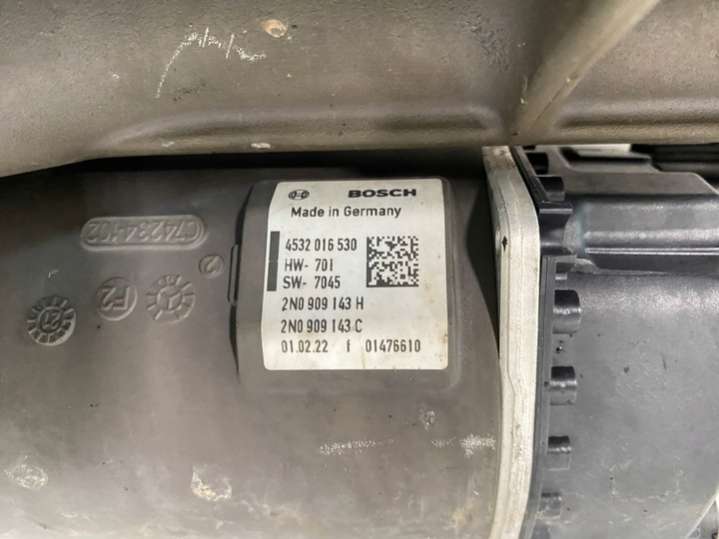 BOSCH
Made in Germany
4532 016 530
HW- 701
SW- 7045
2N0 909 143 H
2N0 909 143 C
01.02.22 f 01476610
F2